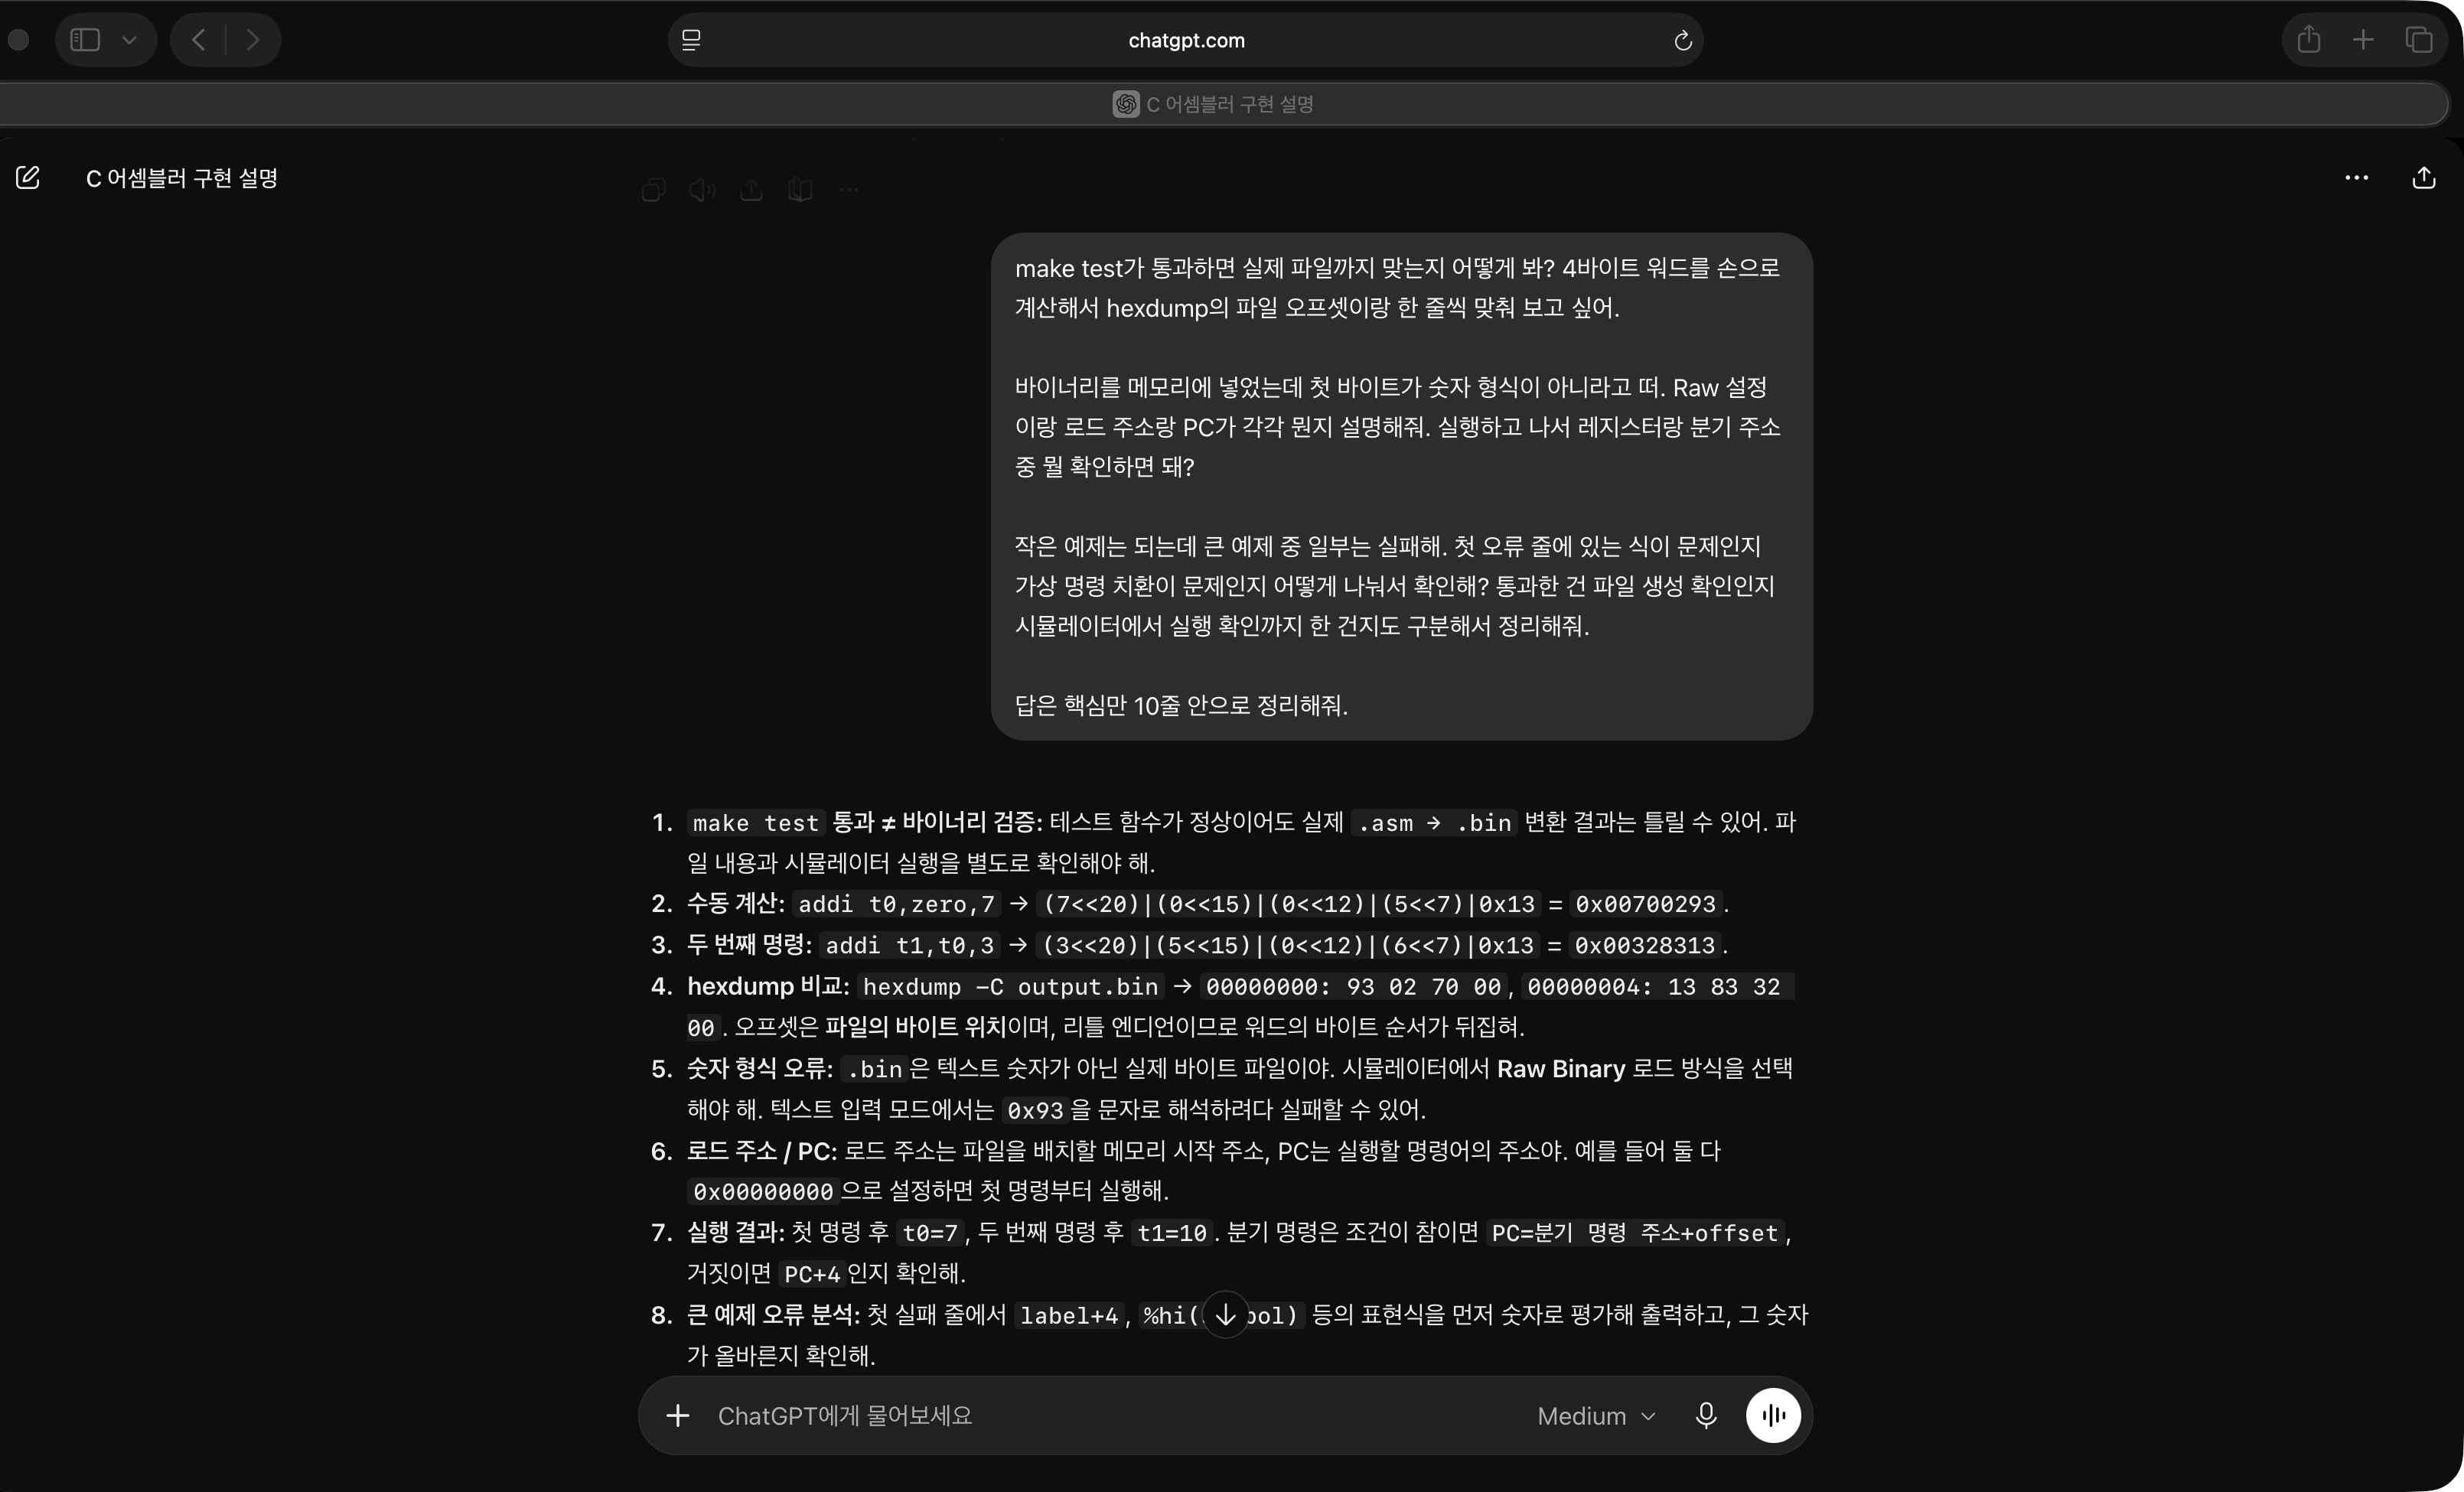 chatgpt.com
C 어셈블러 구현 설명
C 어셈블러 구현 설명
make test가 통과하면 실제 파일까지 맞는지 어떻게 봐? 4바이트 워드를 손으로
계산해서 hexdump의 파일 오프셋이랑 한 줄씩 맞춰 보고 싶어.
바이너리를 메모리에 넣었는데 첫 바이트가 숫자 형식이 아니라고 떠. Raw 설정
이랑 로드 주소랑 PC가 각각 뭔지 설명해줘. 실행하고 나서 레지스터랑 분기 주소
중 뭘 확인하면 돼?
작은 예제는 되는데 큰 예제 중 일부는 실패해. 첫 오류 줄에 있는 식이 문제인지
가상 명령 치환이 문제인지 어떻게 나눠서 확인해? 통과한 건 파일 생성 확인인지
시뮬레이터에서 실행 확인까지 한 건지도 구분해서 정리해줘.
답은 핵심만 10줄 안으로 정리해줘.
1. make test 통과 ≠ 바이너리 검증: 테스트 함수가 정상이어도 실제 .asm → .bin 변환 결과는 틀릴 수 있어. 파
일 내용과 시뮬레이터 실행을 별도로 확인해야 해.
2. 수동 계산: addi t0,zero,7 → (7<<20)|(0<<15)|(0<<12)|(5<<7)|0x13 = 0x00700293.
3. 두 번째 명령: addi t1,t0,3 → (3<<20)|(5<<15)|(0<<12)|(6<<7)|0x13 = 0x00328313.
4. hexdump 비교: hexdump -C output.bin → 00000000: 93 02 70 00, 00000004: 13 83 32
00. 오프셋은 파일의 바이트 위치이며, 리틀 엔디언이므로 워드의 바이트 순서가 뒤집혀.
5. 숫자 형식 오류: .bin은 텍스트 숫자가 아닌 실제 바이트 파일이야. 시뮬레이터에서 Raw Binary 로드 방식을 선택
해야 해. 텍스트 입력 모드에서는 0x93을 문자로 해석하려다 실패할 수 있어.
6. 로드 주소 / PC: 로드 주소는 파일을 배치할 메모리 시작 주소, PC는 실행할 명령어의 주소야. 예를 들어 둘 다
0x00000000으로 설정하면 첫 명령부터 실행해.
7. 실행 결과: 첫 명령 후 t0=7, 두 번째 명령 후 t1=10. 분기 명령은 조건이 참이면 PC=분기 명령 주소+offset,
거짓이면 PC+4인지 확인해.
8. 큰 예제 오류 분석: 첫 실패 줄에서 label+4, %hi( bol) 등의 표현식을 먼저 숫자로 평가해 출력하고, 그 숫자
가 올바른지 확인해.
ChatGPT에게 물어보세요
Medium